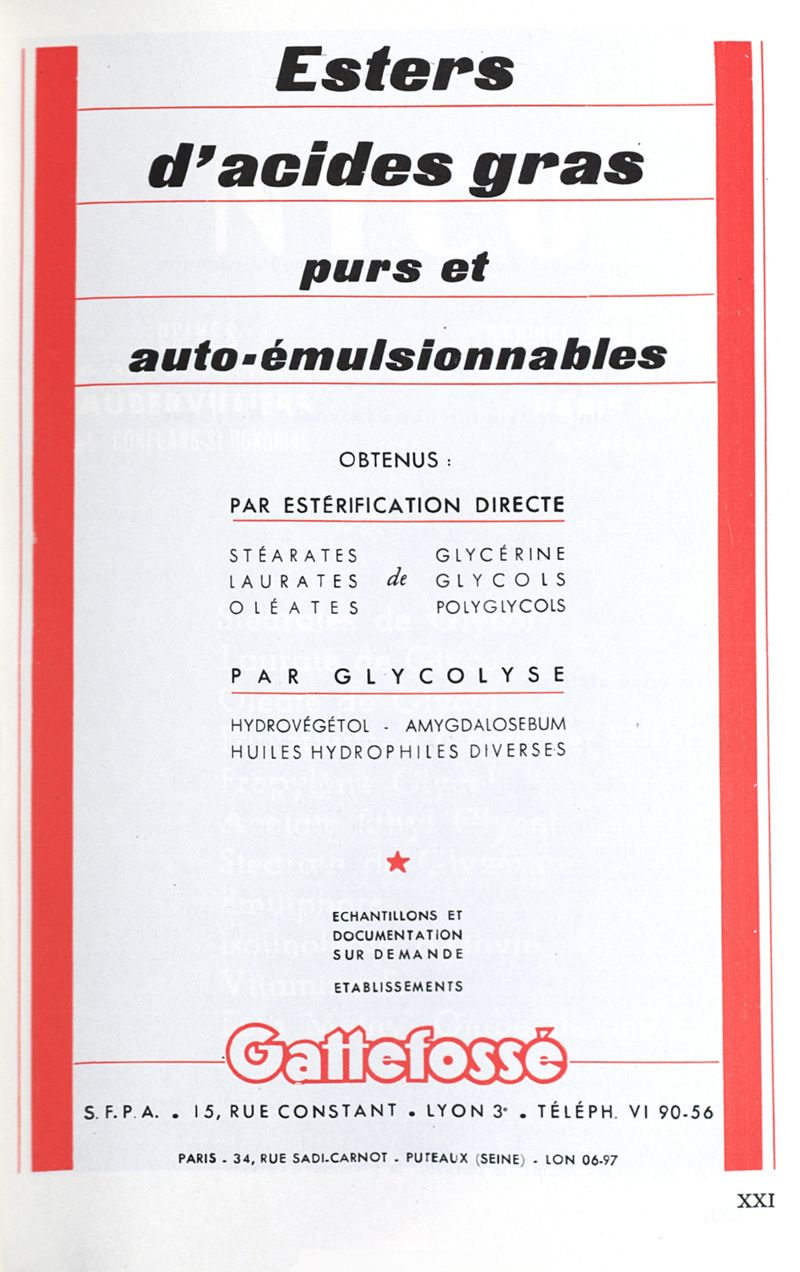 Esters
d'acides gras
purs et
auto-émulsionnables
OBTENUS :
PAR ESTÉRIFICATION DIRECTE
STÉARATES GLYCÉRINE
LAURATES de GLYCOLS
OLÉATES POLYGLYCOLS
PAR GLYCOLYSE
HYDROVÉGÉTOL - AMYGDALOSEBUM
HUILES HYDROPHILES DIVERSES
ECHANTILLONS ET
DOCUMENTATION
SUR DEMANDE
ETABLISSEMENTS
Gattefossé
S.F.P.A. • 15, RUE CONSTANT • LYON 3e • TÉLÉPH. VI 90-56
PARIS - 34, RUE SADI-CARNOT - PUTEAUX (SEINE) - LON 06-97
XXI